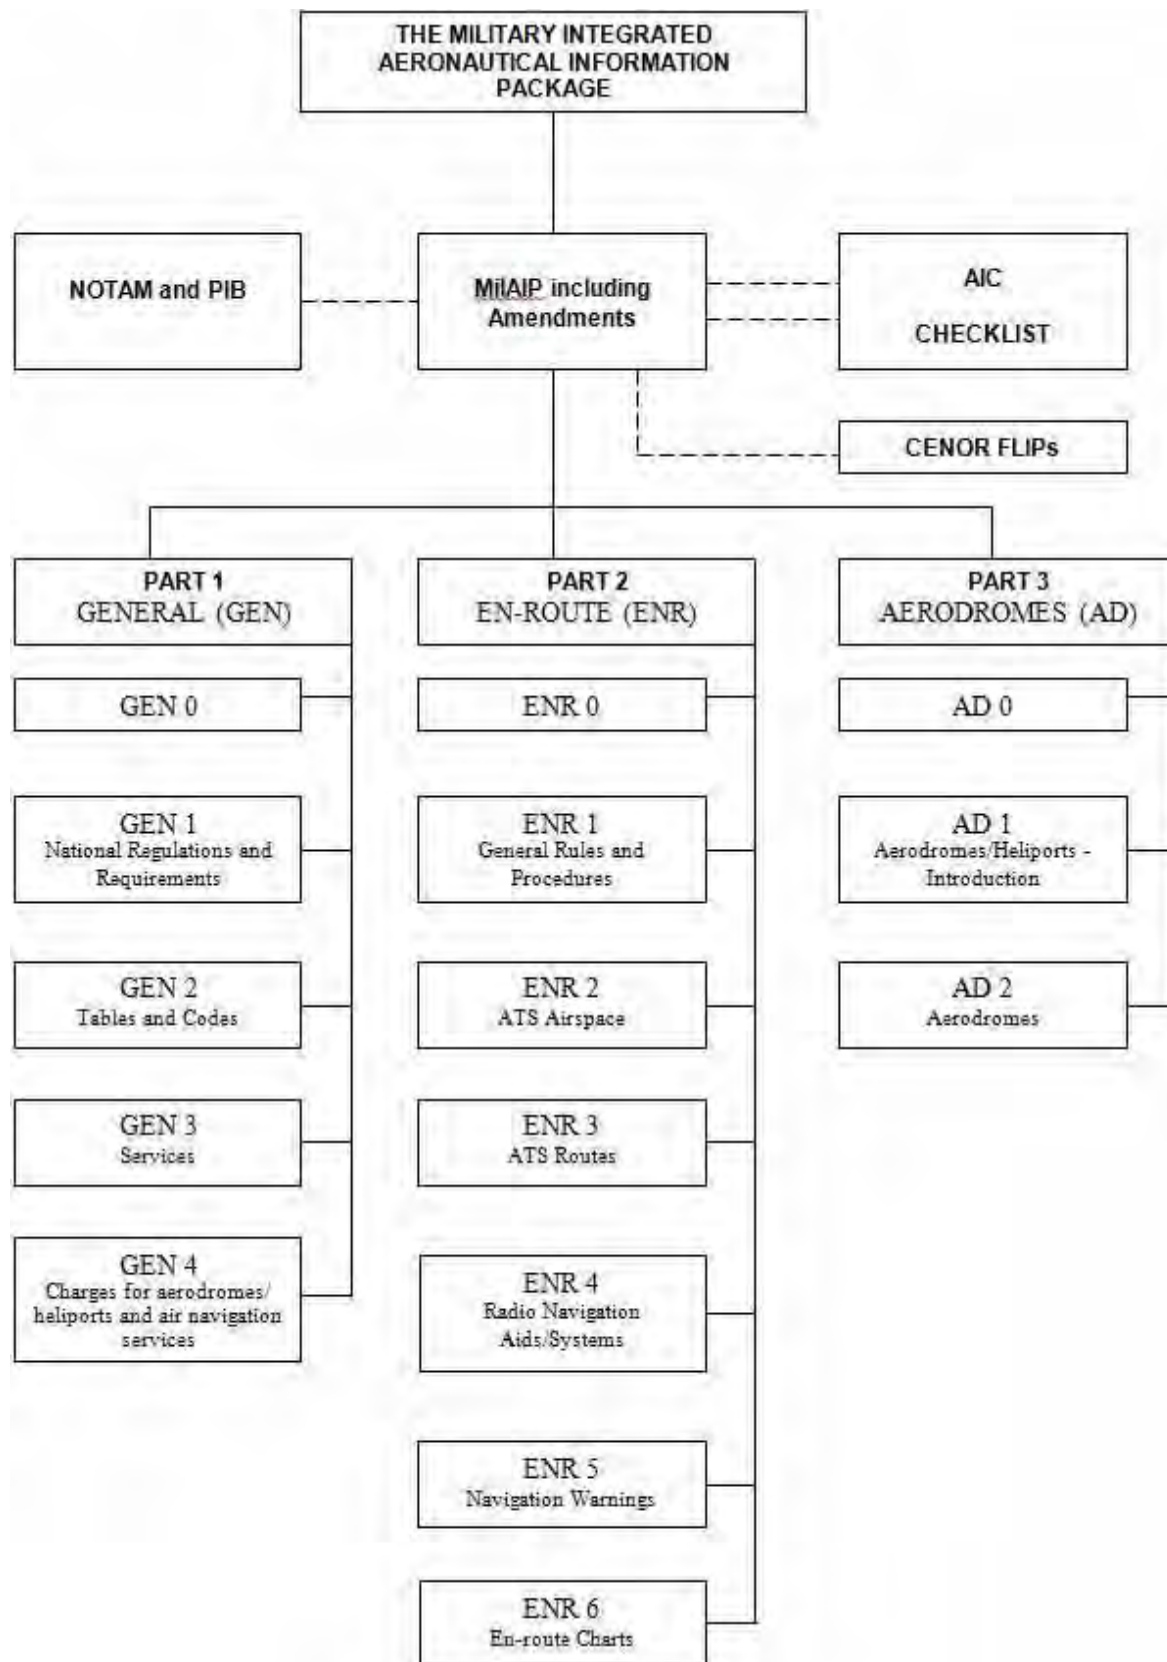 THE MILITARY INTEGRATED
AERONAUTICAL INFORMATION
PACKAGE
NOTAM and PIB
MilAIP including
Amendments
AIC
CHECKLIST
CENOR FLIPs
PART 1
GENERAL (GEN)
PART 2
EN-ROUTE (ENR)
PART 3
AERODROMES (AD)
GEN 0
ENR 0
AD 0
GEN 1
National Regulations and
Requirements
ENR 1
General Rules and
Procedures
AD 1
Aerodromes/Heliports -
Introduction
GEN 2
Tables and Codes
ENR 2
ATS Airspace
AD 2
Aerodromes
GEN 3
Services
ENR 3
ATS Routes
GEN 4
Charges for aerodromes/
heliports and air navigation
services
ENR 4
Radio Navigation
Aids/Systems
ENR 5
Navigation Warnings
ENR 6
En-route Charts